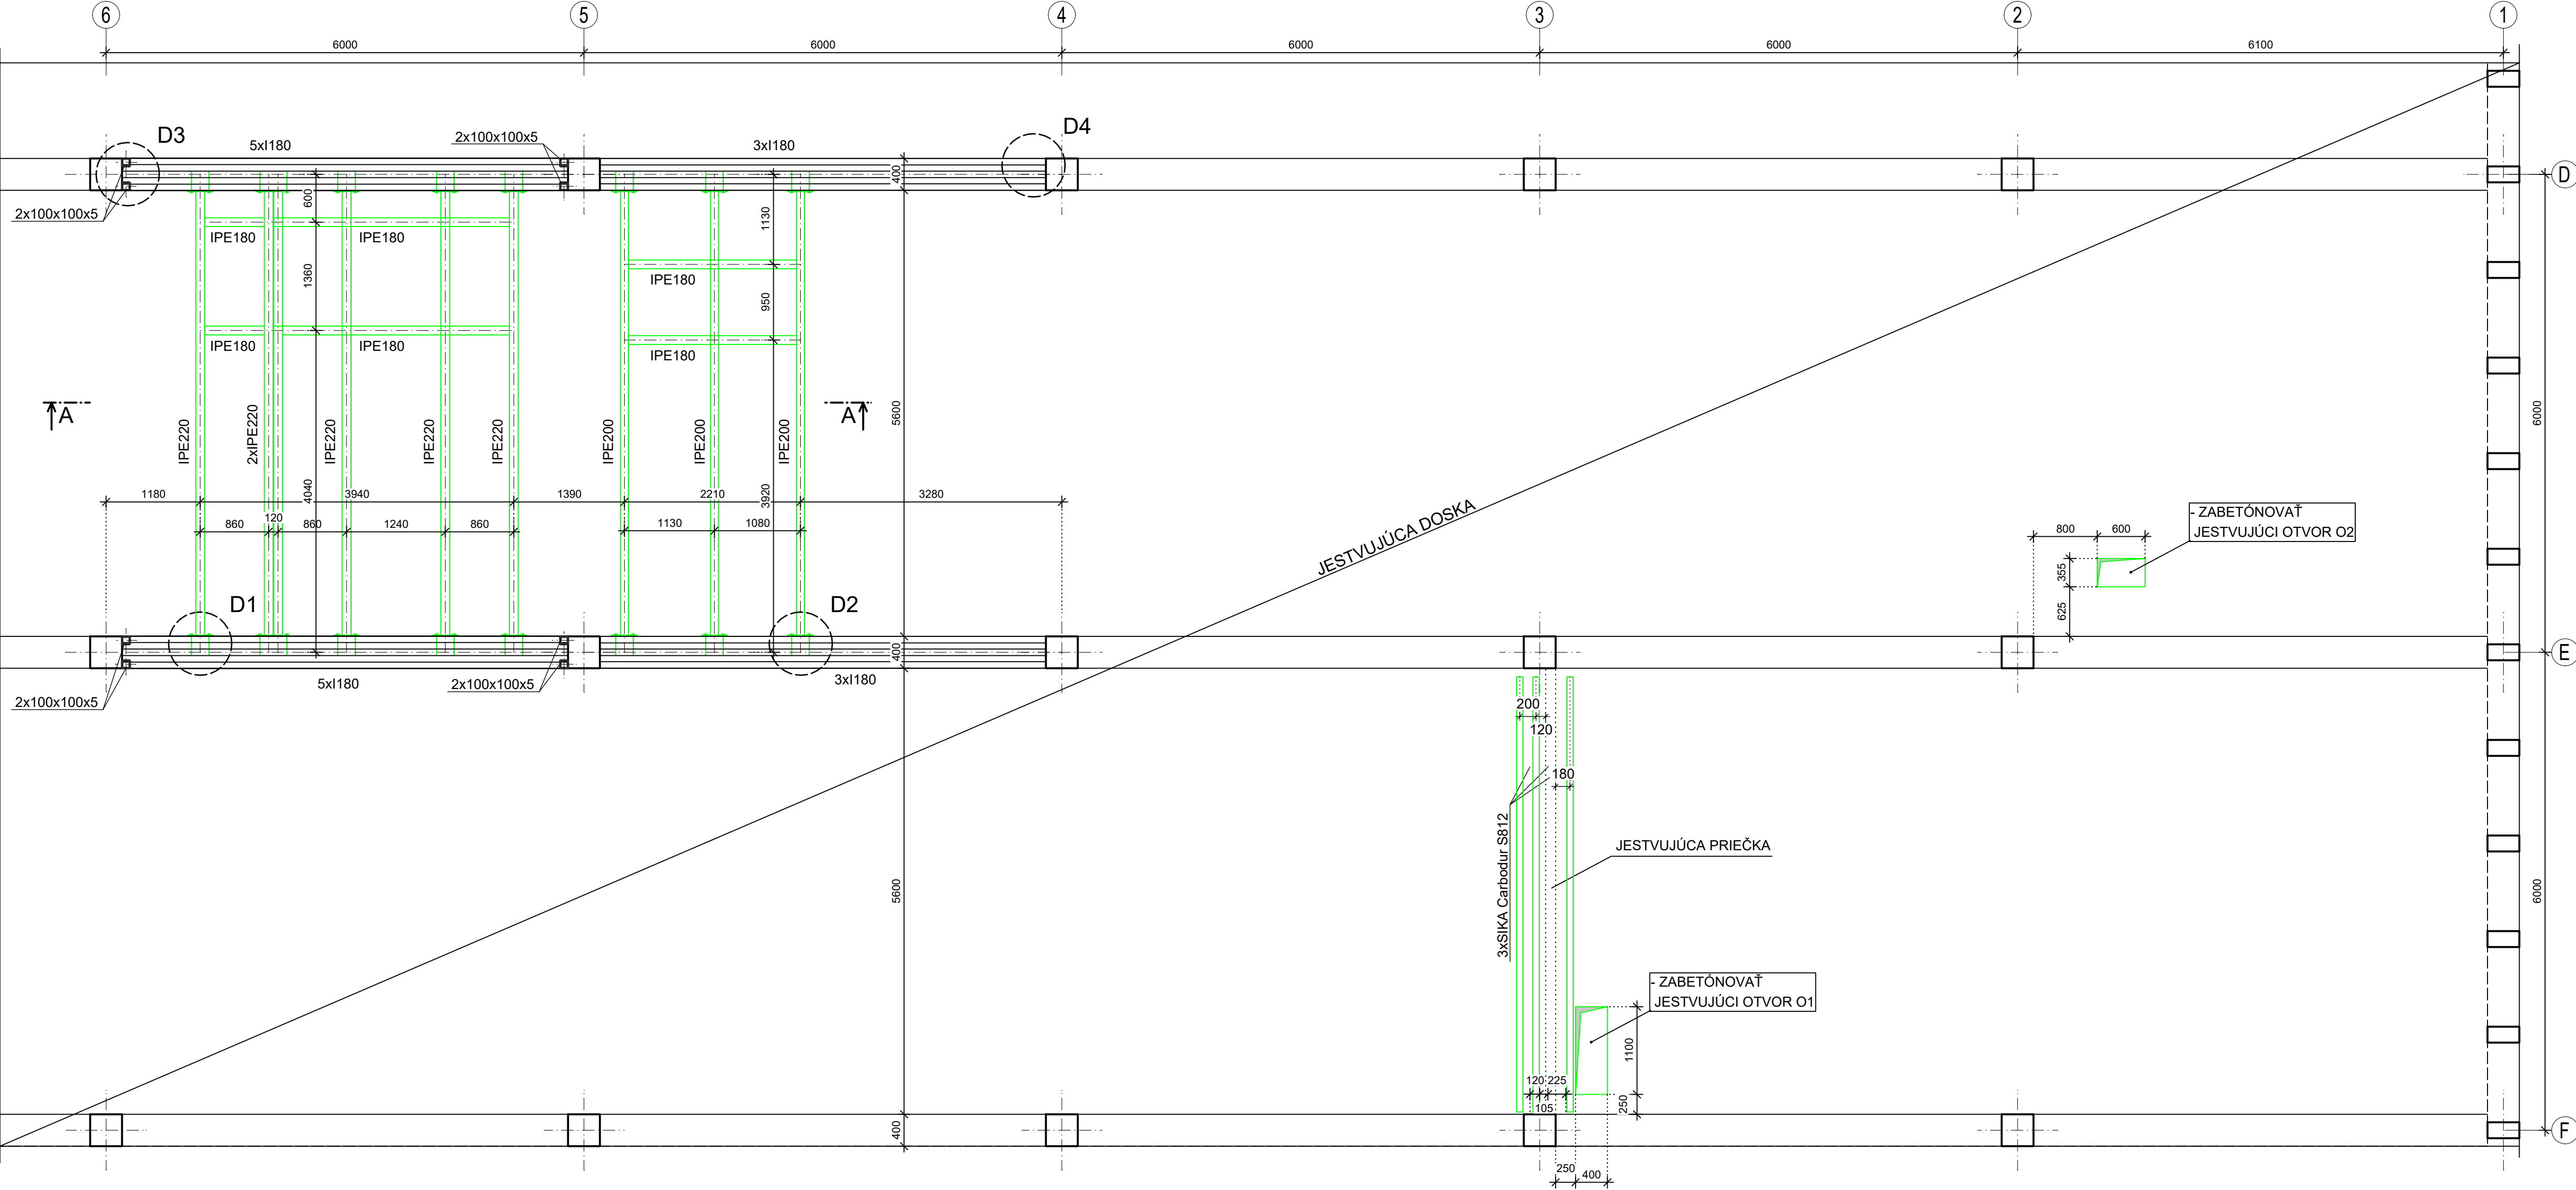 6
5
4
3
2
1
6000
6000
6000
6000
6100
D3
5xI180
2x100x100x5
3xI180
D4
400
D
2x100x100x5
600
IPE180
IPE180
1130
IPE180
1360
950
IPE180
IPE180
IPE180
A
A
IPE220
2xIPE220
IPE220
IPE220
IPE220
IPE200
IPE200
IPE200
5600
6000
1180
3940
4040
1390
2210
3920
3280
860
120
860
1240
860
1130
1080
JESTVUJÚCA DOSKA
- ZABETÓNOVAŤ
JESTVUJÚCI OTVOR O2
800
600
355
625
D1
D2
400
E
2x100x100x5
5xI180
2x100x100x5
3xI180
200
120
180
3xSIKA Carbodur S812
JESTVUJÚCA PRIEČKA
5600
6000
- ZABETÓNOVAŤ
JESTVUJÚCI OTVOR O1
1100
120
225
105
250
400
F
250
400